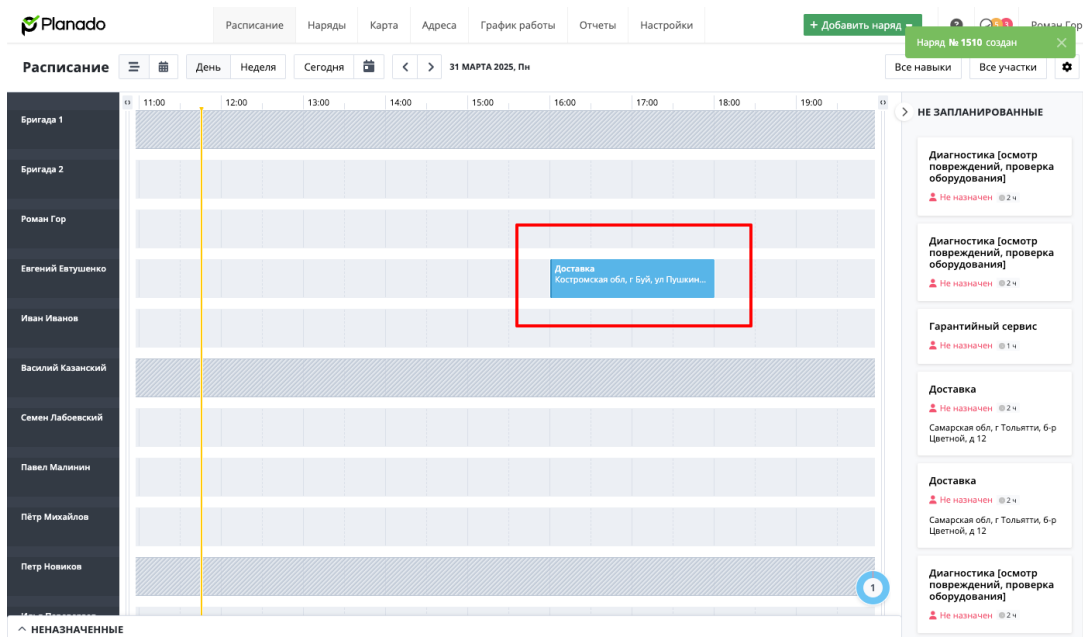 Planado
Расписание Наряды Карта Адреса График работы Отчеты Настройки
+ Добавить наряд
Роман Гор
Наряд № 1510 создан
Расписание День Неделя Сегодня 31 МАРТА 2025, Пн Все навыки Все участки
11:00 12:00 13:00 14:00 15:00 16:00 17:00 18:00 19:00
Бригада 1
Бригада 2
Роман Гор
Евгений Евтушенко
Доставка
Костромская обл, г Буй, ул Пушкин...
Иван Иванов
Василий Казанский
Семен Лабоевский
Павел Малинин
Пётр Михайлов
Петр Новиков
1
НЕНАЗНАЧЕННЫЕ
НЕ ЗАПЛАНИРОВАННЫЕ
Диагностика [осмотр
повреждений, проверка
оборудования]
Не назначен 2 ч
Диагностика [осмотр
повреждений, проверка
оборудования]
Не назначен 2 ч
Гарантийный сервис
Не назначен 1 ч
Доставка
Не назначен 2 ч
Самарская обл, г Тольятти, б-р
Цветной, д 12
Доставка
Не назначен 2 ч
Самарская обл, г Тольятти, б-р
Цветной, д 12
Диагностика [осмотр
повреждений, проверка
оборудования]
Не назначен 2 ч